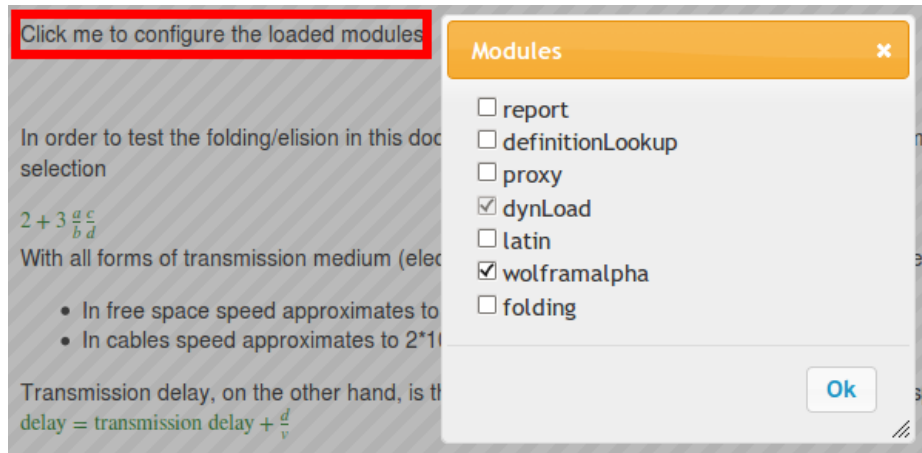 Click me to configure the loaded modules
In order to test the folding/elision in this doc
selection
2 + 3 a/b c/d
With all forms of transmission medium (elec
• In free space speed approximates to
• In cables speed approximates to 2*10
Transmission delay, on the other hand, is th
delay = transmission delay + d/v
Modules
report
definitionLookup
proxy
dynLoad
latin
wolframalpha
folding
Ok